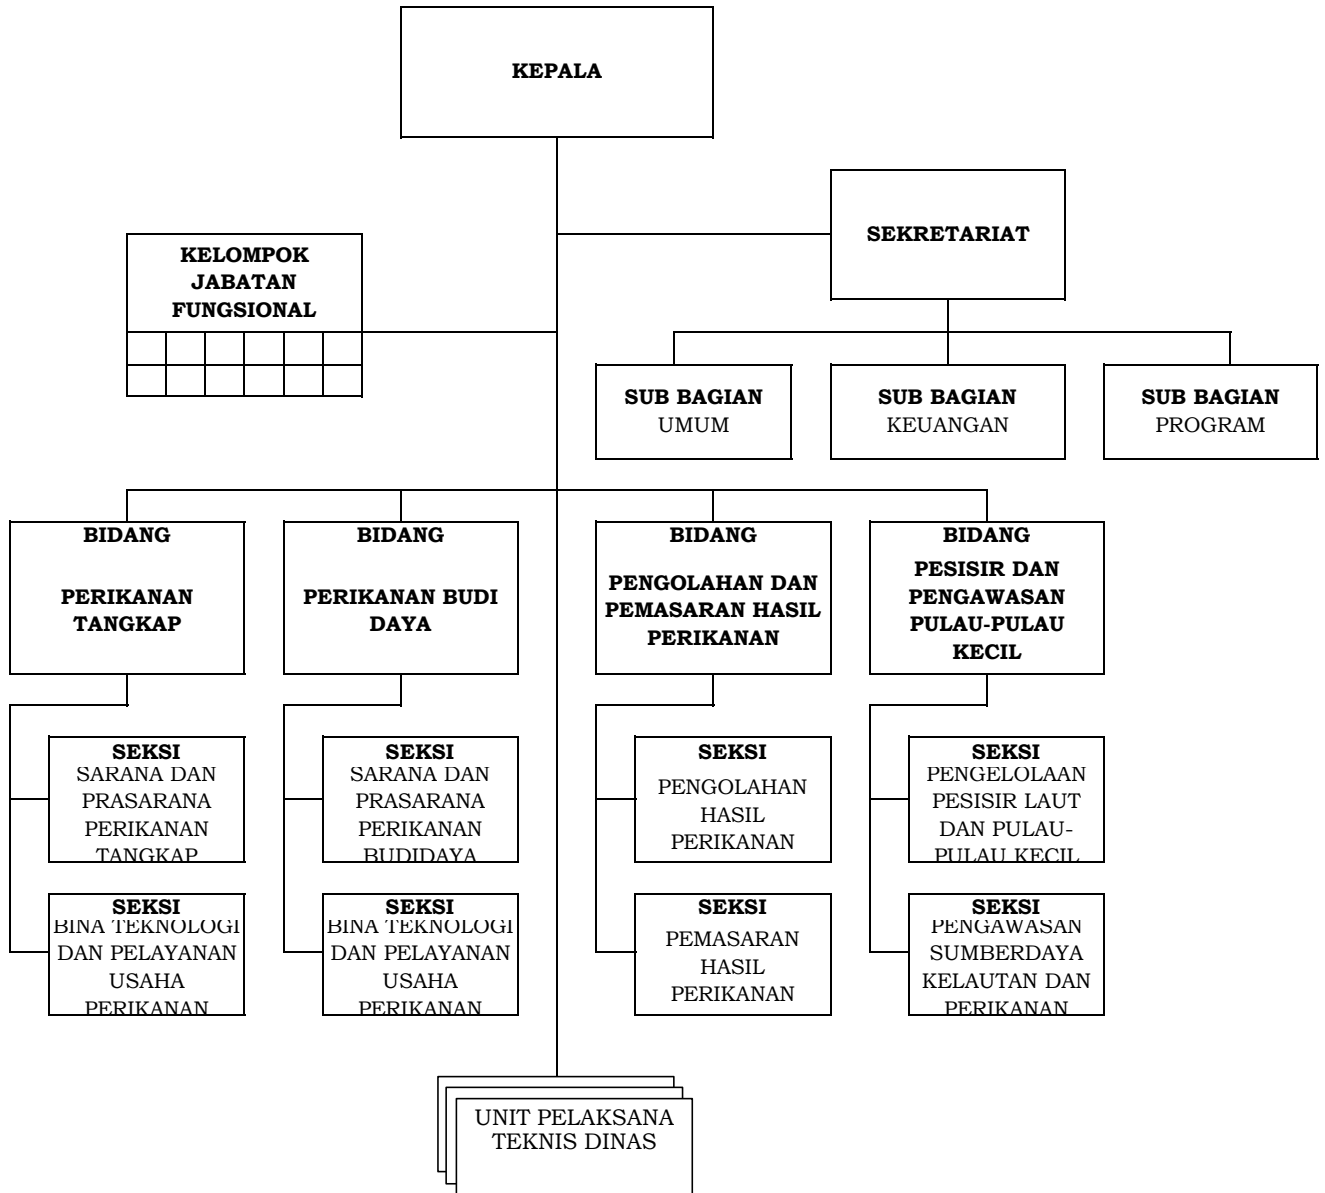 KEPALA
SEKRETARIAT
KELOMPOK
JABATAN
FUNGSIONAL
SUB BAGIAN
UMUM
SUB BAGIAN
KEUANGAN
SUB BAGIAN
PROGRAM
BIDANG
PERIKANAN
TANGKAP
BIDANG
PERIKANAN BUDI
DAYA
BIDANG
PENGOLAHAN DAN
PEMASARAN HASIL
PERIKANAN
BIDANG
PESISIR DAN
PENGAWASAN
PULAU-PULAU
KECIL
SEKSI
SARANA DAN
PRASARANA
PERIKANAN
TANGKAP
SEKSI
SARANA DAN
PRASARANA
PERIKANAN
BUDIDAYA
SEKSI
PENGOLAHAN
HASIL
PERIKANAN
SEKSI
PENGELOLAAN
PESISIR LAUT
DAN PULAU-
PULAU KECIL
SEKSI
BINA TEKNOLOGI
DAN PELAYANAN
USAHA
PERIKANAN
SEKSI
BINA TEKNOLOGI
DAN PELAYANAN
USAHA
PERIKANAN
SEKSI
PEMASARAN
HASIL
PERIKANAN
SEKSI
PENGAWASAN
SUMBERDAYA
KELAUTAN DAN
PERIKANAN
UNIT PELAKSANA
TEKNIS DINAS